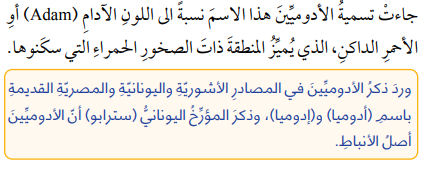 جاءتْ تسميةُ الأدوميِّينَ هذا الاسمَ نسبةً الى اللونِ الآدامِ (Adam) أوِ
الأحمرِ الداكنِ، الذي يُميِّزُ المنطقةَ ذاتَ الصخورِ الحمراءِ التي سكَنوها.
وردَ ذكرُ الأدوميِّينَ في المصادرِ الأشوريّةِ واليونانيّةِ والمصريّةِ القديمةِ
باسمِ (أدوميا) و(إدوميا)، وذكرَ المؤرِّخُ اليونانيُّ (سترابو) أنّ الأدوميِّينَ
أصلُ الأنباطِ.